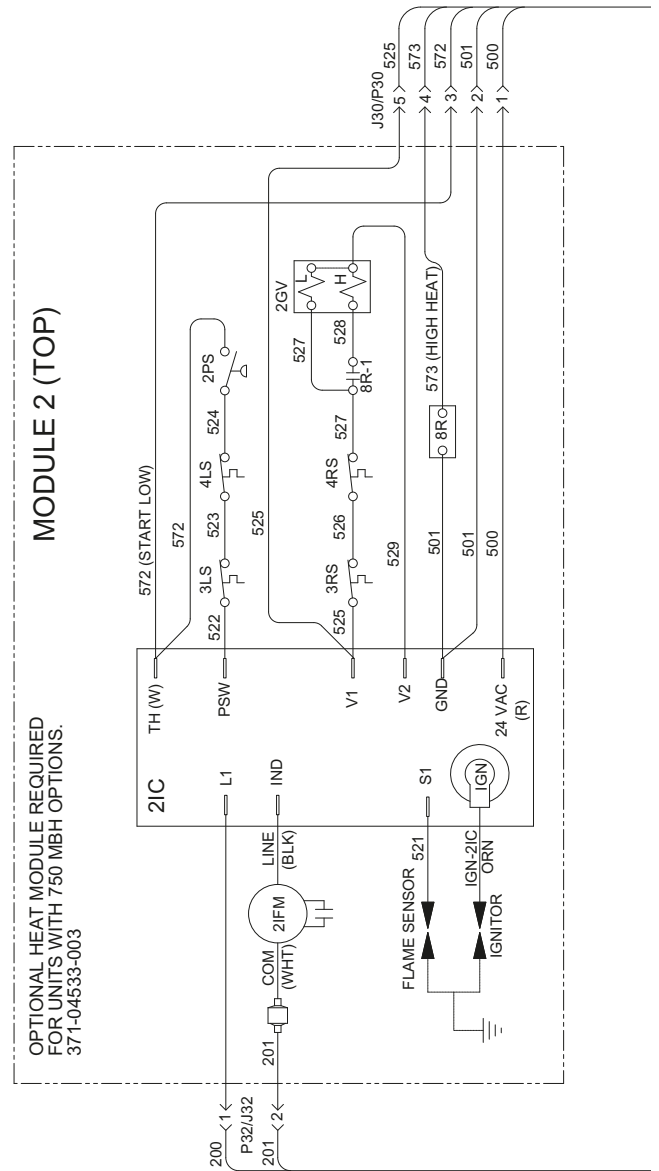 MODULE 2 (TOP)
OPTIONAL HEAT MODULE REQUIRED
FOR UNITS WITH 750 MBH OPTIONS.
371-04533-003
J30/P30
525
573
572
501
500
5
4
3
2
1
572 (START LOW)
572
2PS
524
4LS
523
3LS
522
525
2GV
L
H
527
528
8R-1
527
4RS
526
3RS
525
529
573 (HIGH HEAT)
8R
501
501
500
2IC
TH (W)
PSW
V1
V2
GND
24 VAC
(R)
L1
IND
S1
IGN
LINE
(BLK)
2IFM
COM
(WHT)
201
521
FLAME SENSOR
IGN-2IC
ORN
IGNITOR
200
1
P32/J32
201
2